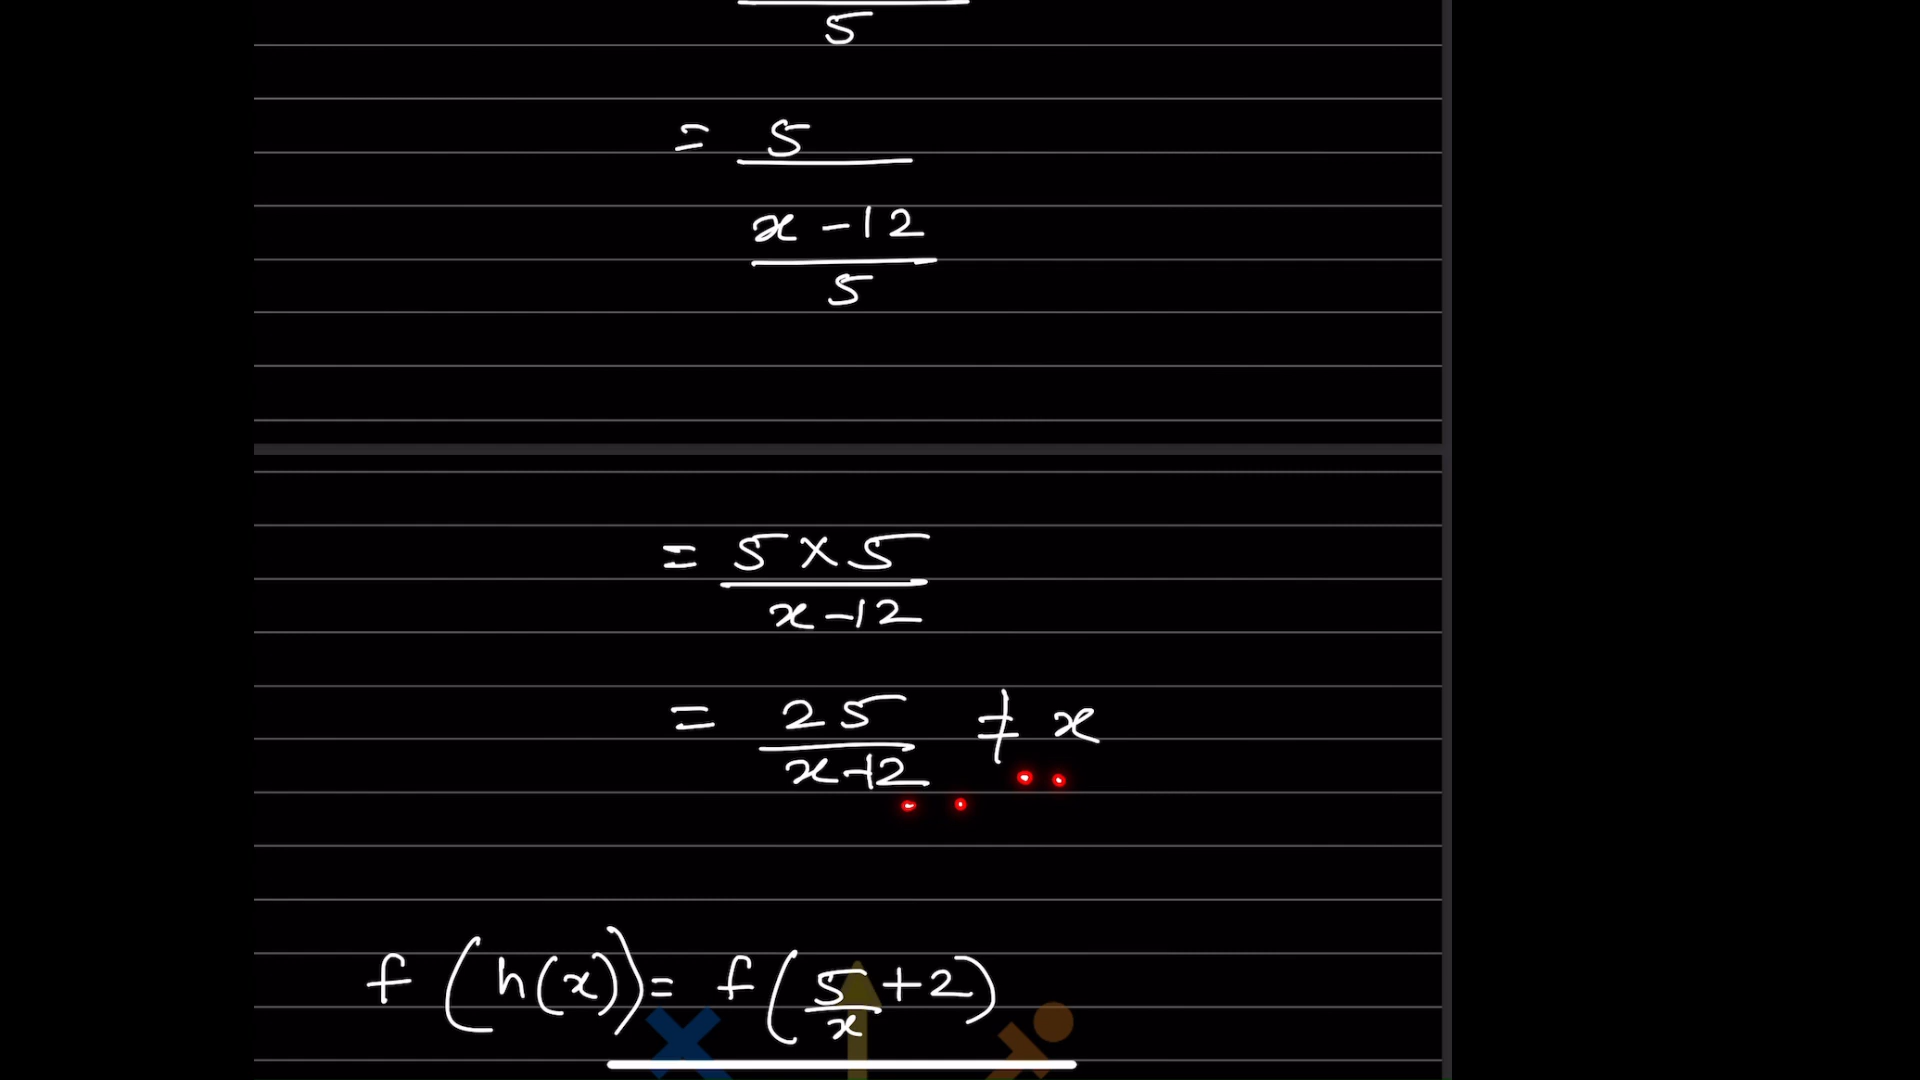 5
= 5
x - 12
5
= 5 × 5
x - 12
= 25 ≠ x
x - 12
f(h(x)) = f(5/x + 2)